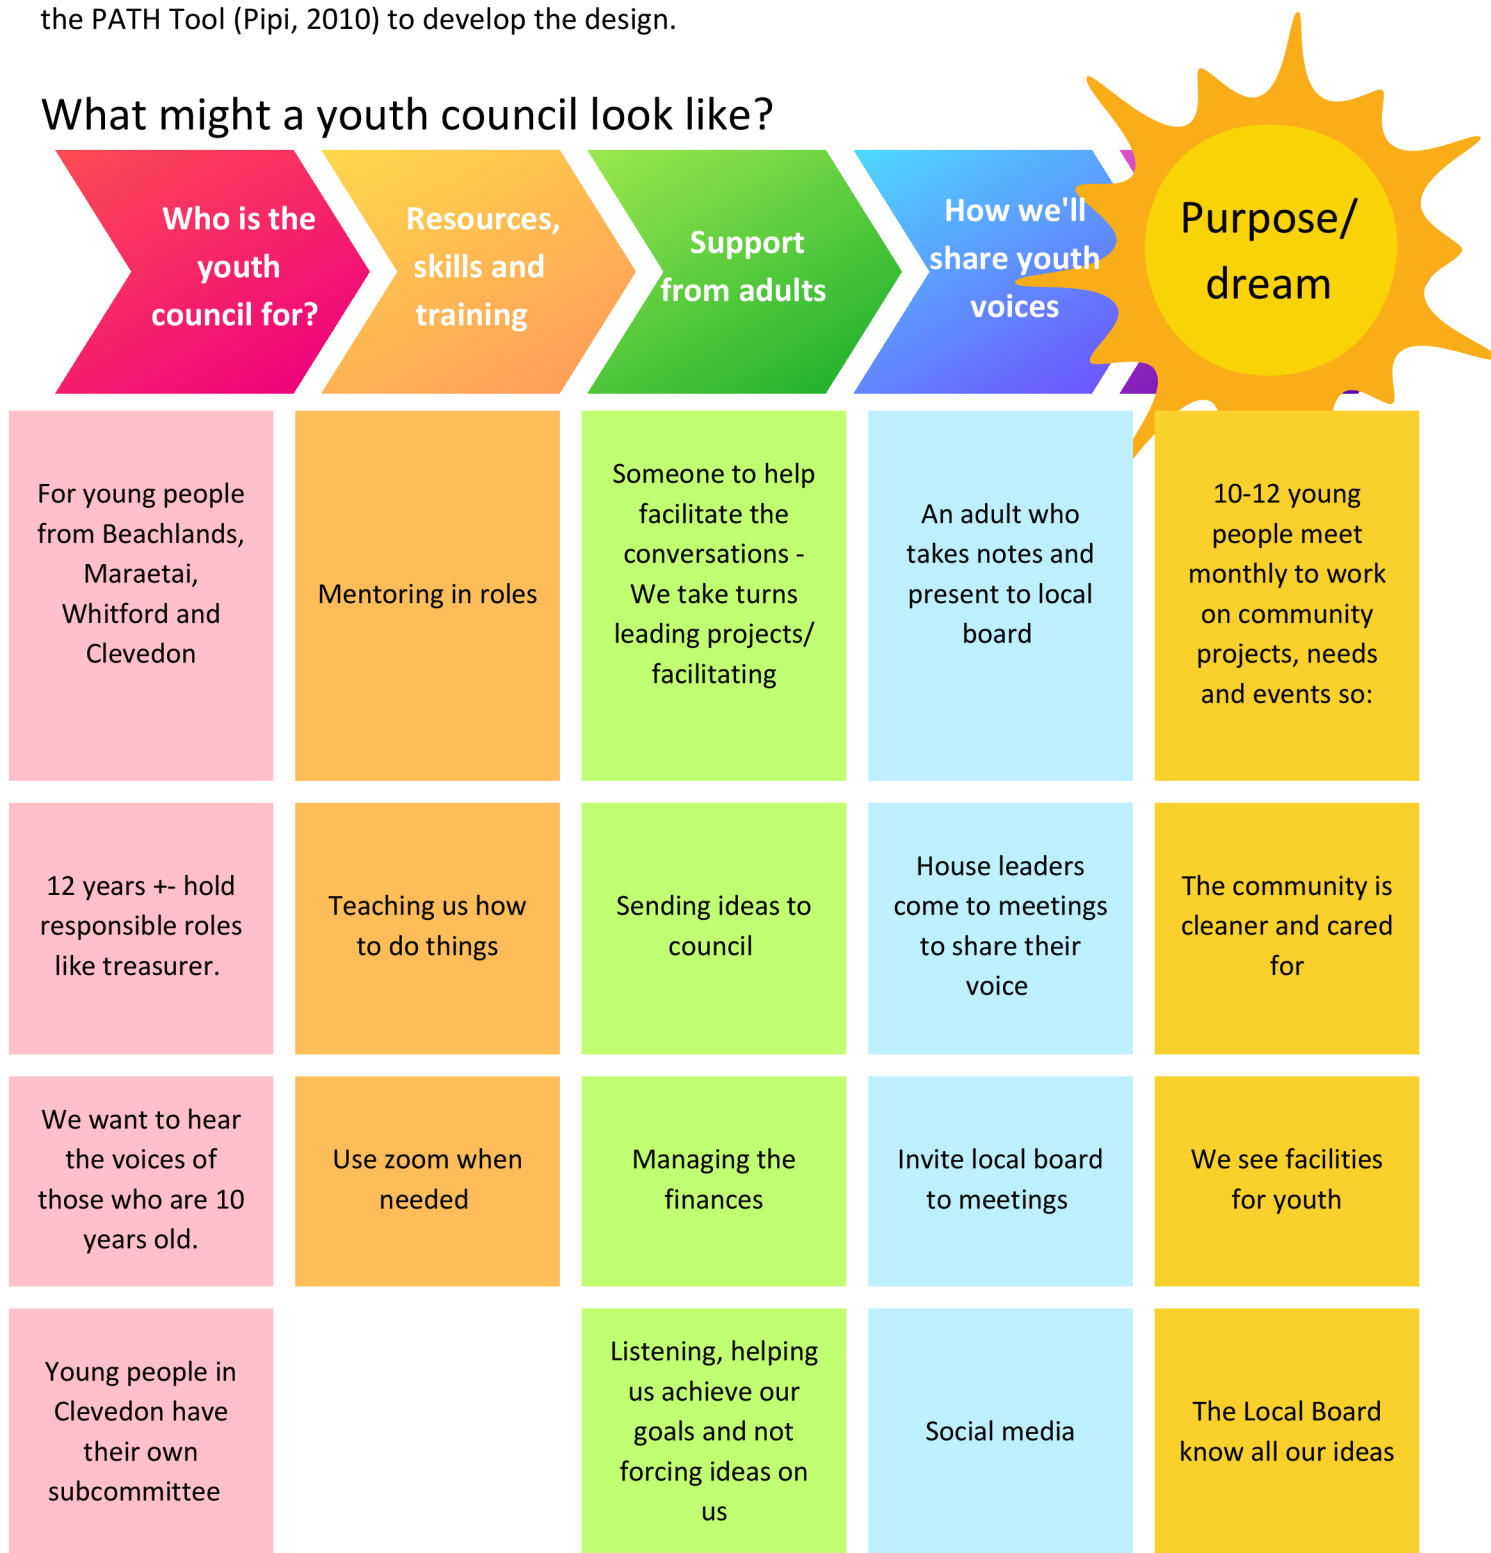 the PATH Tool (Pipi, 2010) to develop the design.
What might a youth council look like?
Who is the
youth
council for?
Resources,
skills and
training
Support
from adults
How we'll
share youth
voices
Purpose/
dream
For young people
from Beachlands,
Maraetai,
Whitford and
Clevedon
Mentoring in roles
Someone to help
facilitate the
conversations -
We take turns
leading projects/
facilitating
An adult who
takes notes and
present to local
board
10-12 young
people meet
monthly to work
on community
projects, needs
and events so:
12 years +- hold
responsible roles
like treasurer.
Teaching us how
to do things
Sending ideas to
council
House leaders
come to meetings
to share their
voice
The community is
cleaner and cared
for
We want to hear
the voices of
those who are 10
years old.
Use zoom when
needed
Managing the
finances
Invite local board
to meetings
We see facilities
for youth
Young people in
Clevedon have
their own
subcommittee
Listening, helping
us achieve our
goals and not
forcing ideas on
us
Social media
The Local Board
know all our ideas